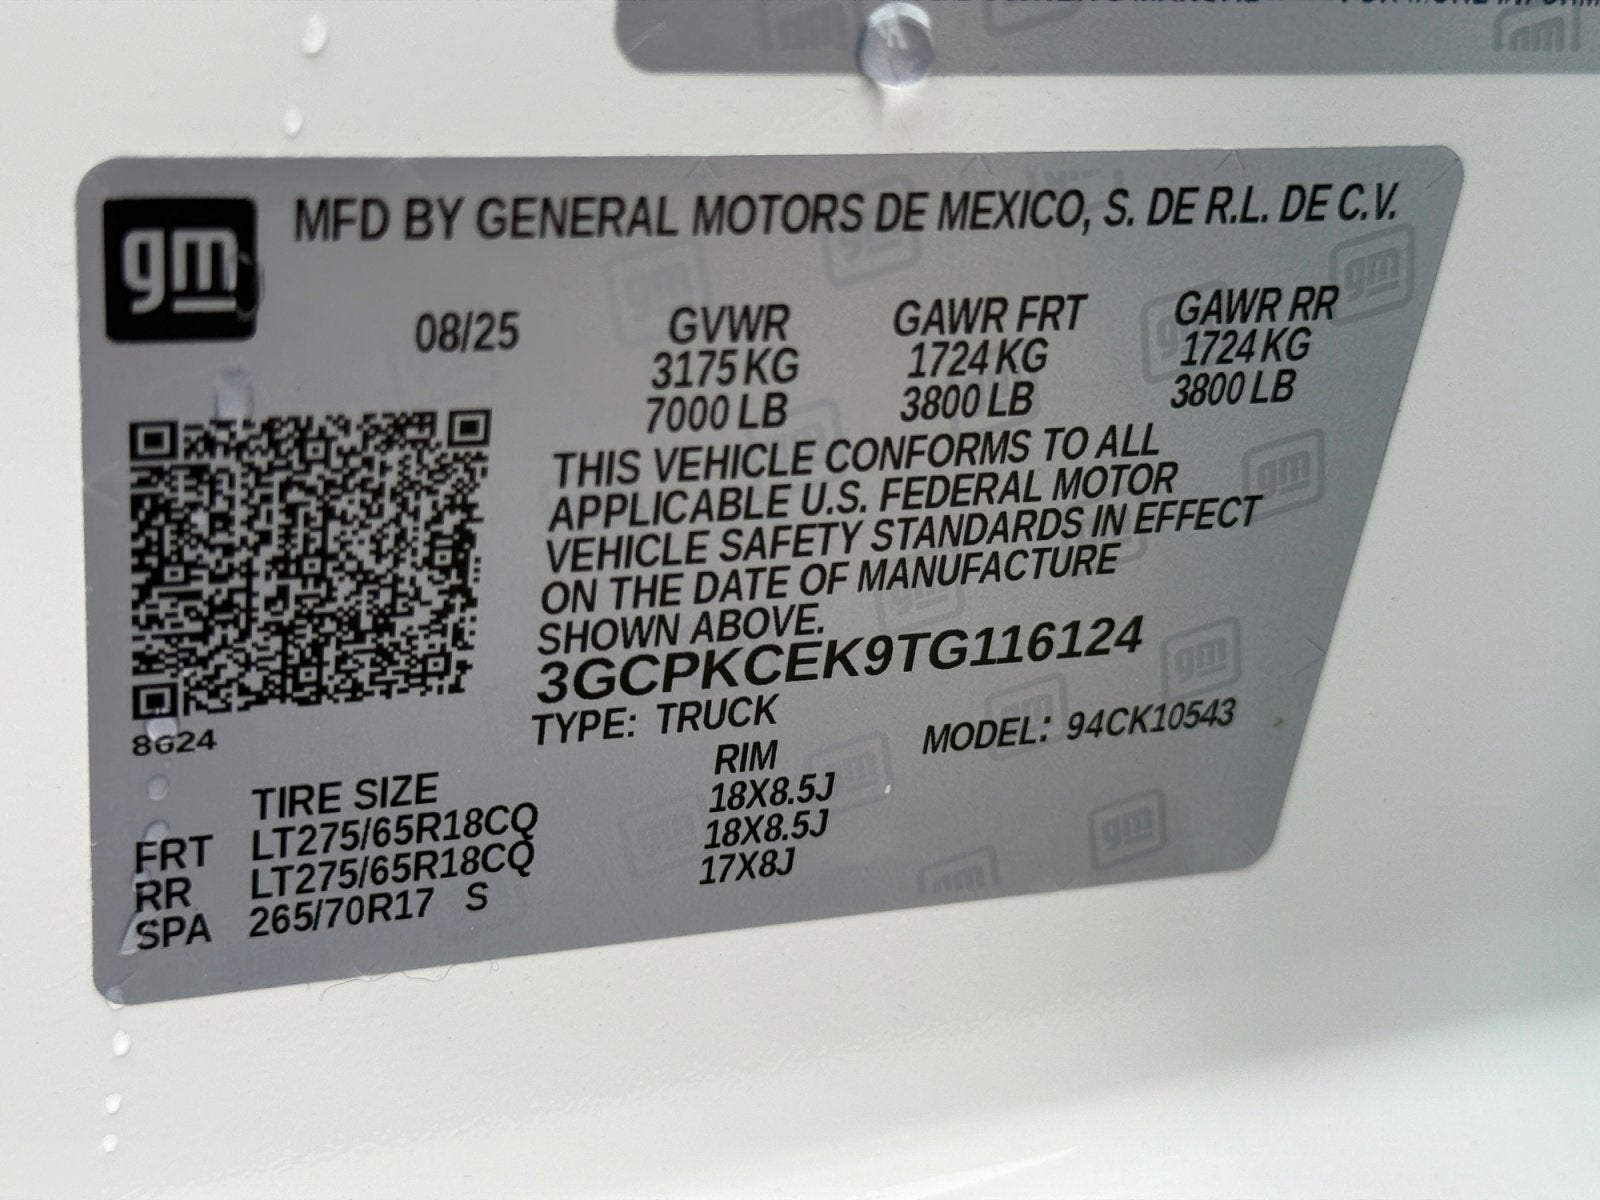 gm
MFD BY GENERAL MOTORS DE MEXICO, S. DE R.L. DE C.V.
08/25 GVWR GAWR FRT GAWR RR
3175 KG 1724 KG 1724 KG
7000 LB 3800 LB 3800 LB
THIS VEHICLE CONFORMS TO ALL
APPLICABLE U.S. FEDERAL MOTOR
VEHICLE SAFETY STANDARDS IN EFFECT
ON THE DATE OF MANUFACTURE
SHOWN ABOVE.
3GCPKCEK9TG116124
TYPE: TRUCK MODEL: 94CK10543
8624
TIRE SIZE RIM
FRT LT275/65R18CQ 18X8.5J
RR LT275/65R18CQ 18X8.5J
SPA 265/70R17 S 17X8J